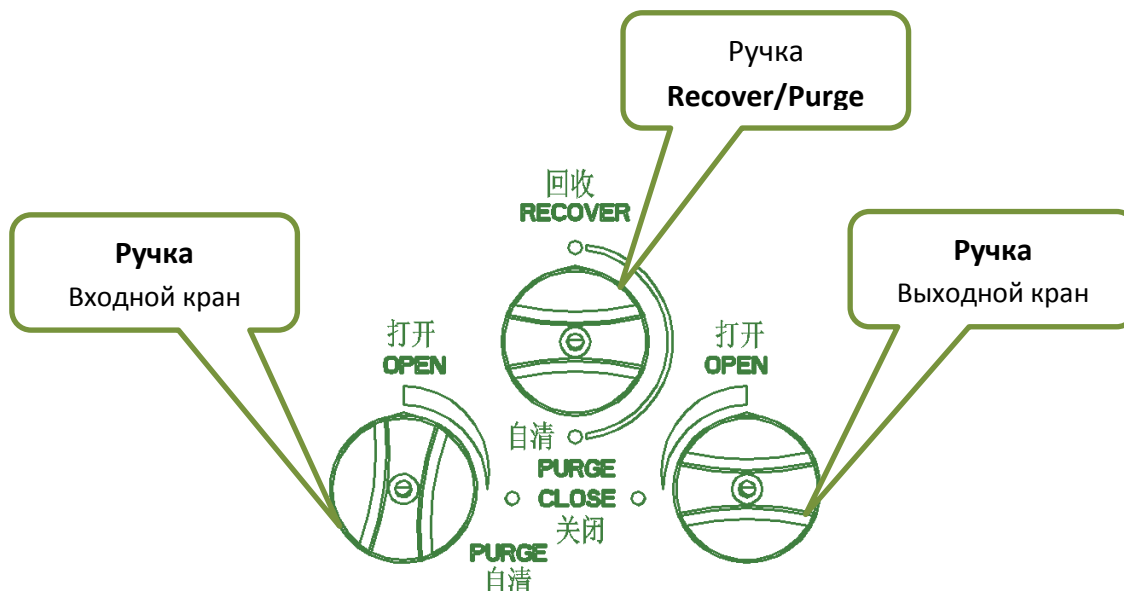 Ручка
Recover/Purge
回收
RECOVER
Ручка
Входной кран
Ручка
Выходной кран
打开
OPEN
打开
OPEN
自清
PURGE
CLOSE
关闭
PURGE
自清